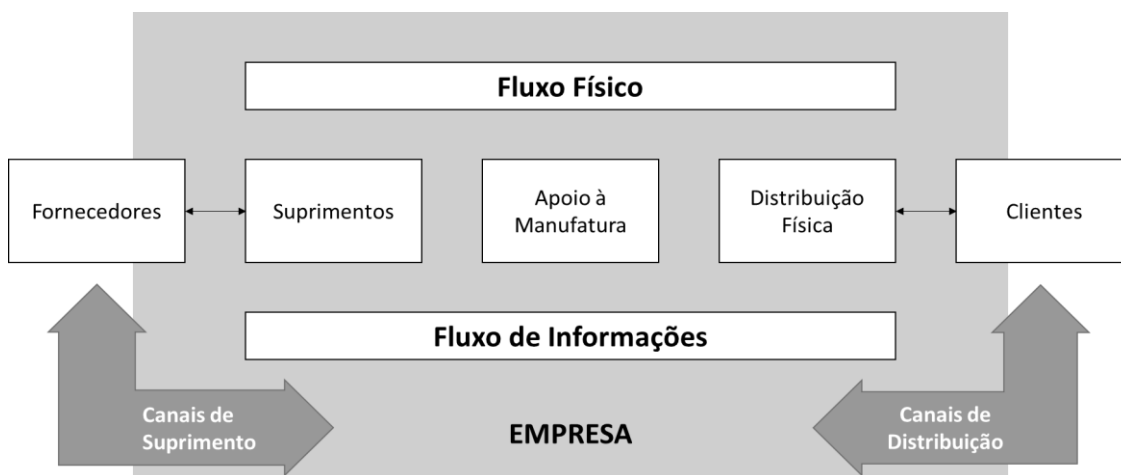 Fluxo Físico
Fornecedores
Suprimentos
Apoio à
Manufatura
Distribuição
Física
Clientes
Fluxo de Informações
Canais de
Suprimento
EMPRESA
Canais de
Distribuição